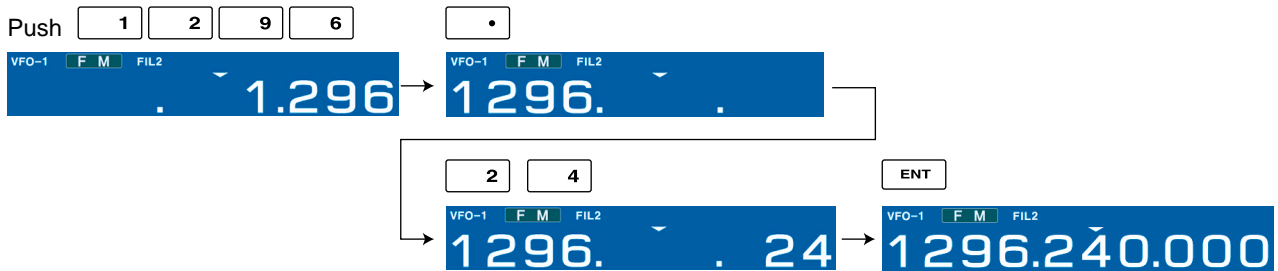 Push 1 2 9 6
VFO-1 FM FIL2
. 1.296
•
VFO-1 FM FIL2
1296. .
2 4
VFO-1 FM FIL2
1296. . 24
ENT
VFO-1 FM FIL2
1296.240.000